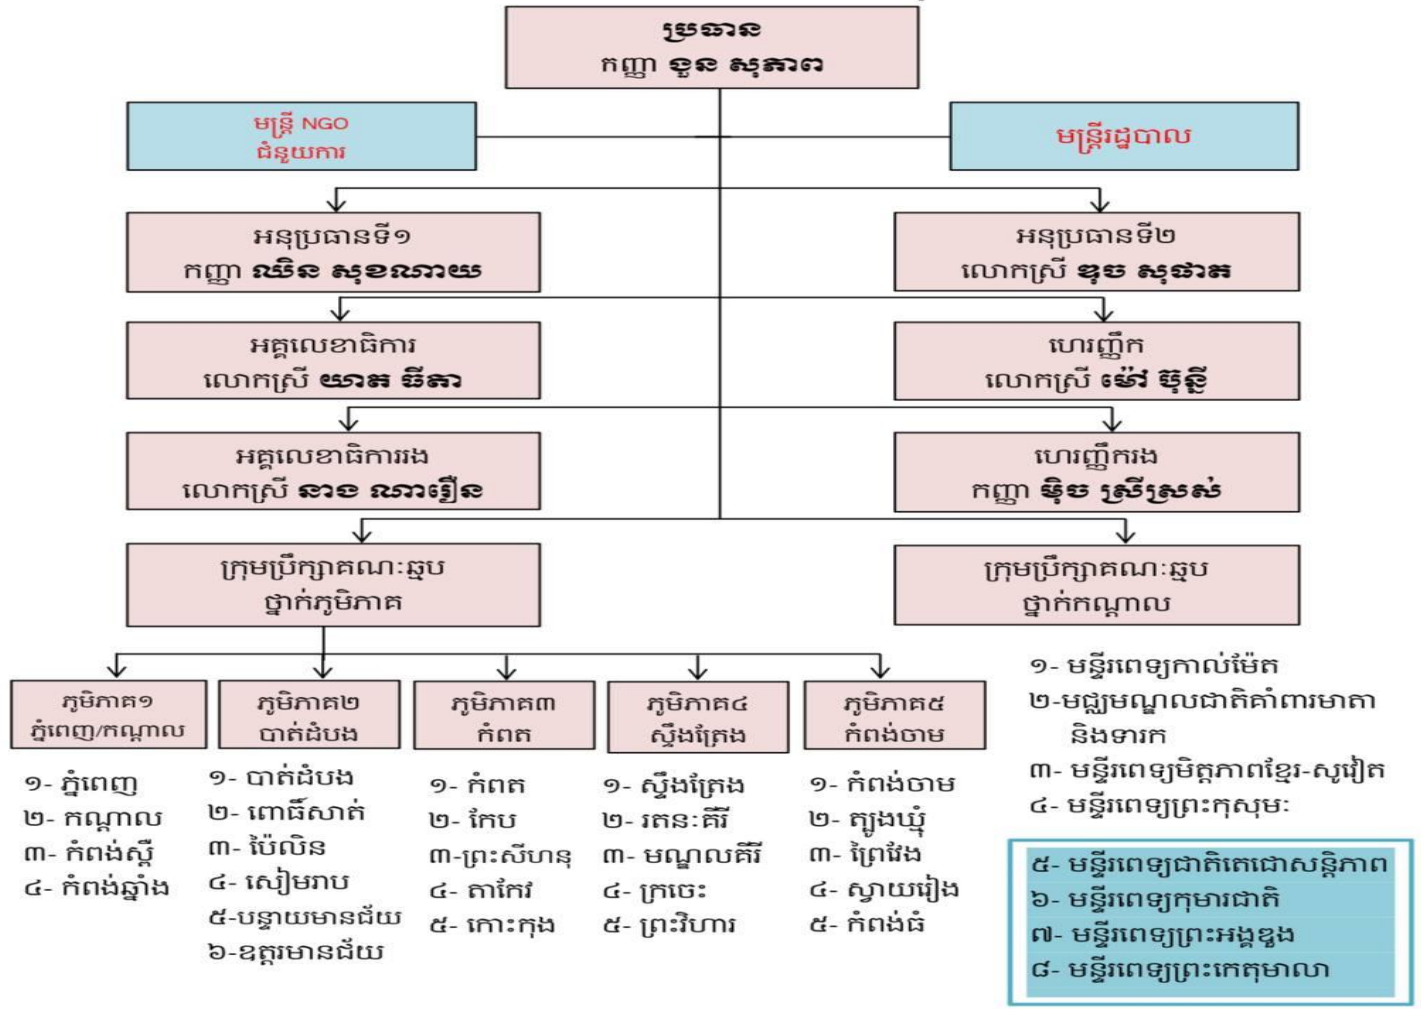 ប្រធាន
កញ្ញា ងួន សុភាព
មន្ត្រី NGO
ជំនួយការ
មន្ត្រីរដ្ឋបាល
អនុប្រធានទី១
កញ្ញា ឈិន សុខណាយ
អនុប្រធានទី២
លោកស្រី ឌុច សុផាត
អគ្គលេខាធិការ
លោកស្រី យាត ធីតា
ហេរញ្ញឹក
លោកស្រី ម៉ៅ ប៊ុន្នី
អគ្គលេខាធិការរង
លោកស្រី នាង ណារឿន
ហេរញ្ញឹករង
កញ្ញា ម៉ិច ស្រីស្រស់
ក្រុមប្រឹក្សាគណៈឆ្មប
ថ្នាក់ភូមិភាគ
ក្រុមប្រឹក្សាគណៈឆ្មប
ថ្នាក់កណ្តាល
ភូមិភាគ១
ភ្នំពេញ/កណ្តាល
ភូមិភាគ២
បាត់ដំបង
ភូមិភាគ៣
កំពត
ភូមិភាគ៤
ស្ទឹងត្រែង
ភូមិភាគ៥
កំពង់ចាម
១- ភ្នំពេញ
២- កណ្តាល
៣- កំពង់ស្ពឺ
៤- កំពង់ឆ្នាំង
១- បាត់ដំបង
២- ពោធិ៍សាត់
៣- ប៉ៃលិន
៤- សៀមរាប
៥-បន្ទាយមានជ័យ
៦-ឧត្តរមានជ័យ
១- កំពត
២- កែប
៣-ព្រះសីហនុ
៤- តាកែវ
៥- កោះកុង
១- ស្ទឹងត្រែង
២- រតនៈគីរី
៣- មណ្ឌលគីរី
៤- ក្រចេះ
៥- ព្រះវិហារ
១- កំពង់ចាម
២- ត្បូងឃ្មុំ
៣- ព្រៃវែង
៤- ស្វាយរៀង
៥- កំពង់ធំ
១- មន្ទីរពេទ្យកាល់ម៉ែត
២-មជ្ឈមណ្ឌលជាតិគាំពារមាតា
និងទារក
៣- មន្ទីរពេទ្យមិត្តភាពខ្មែរ-សូវៀត
៤- មន្ទីរពេទ្យព្រះកុសុមៈ
៥- មន្ទីរពេទ្យជាតិតេជោសន្តិភាព
៦- មន្ទីរពេទ្យកុមារជាតិ
៧- មន្ទីរពេទ្យព្រះអង្គឌួង
៨- មន្ទីរពេទ្យព្រះកេតុមាលា